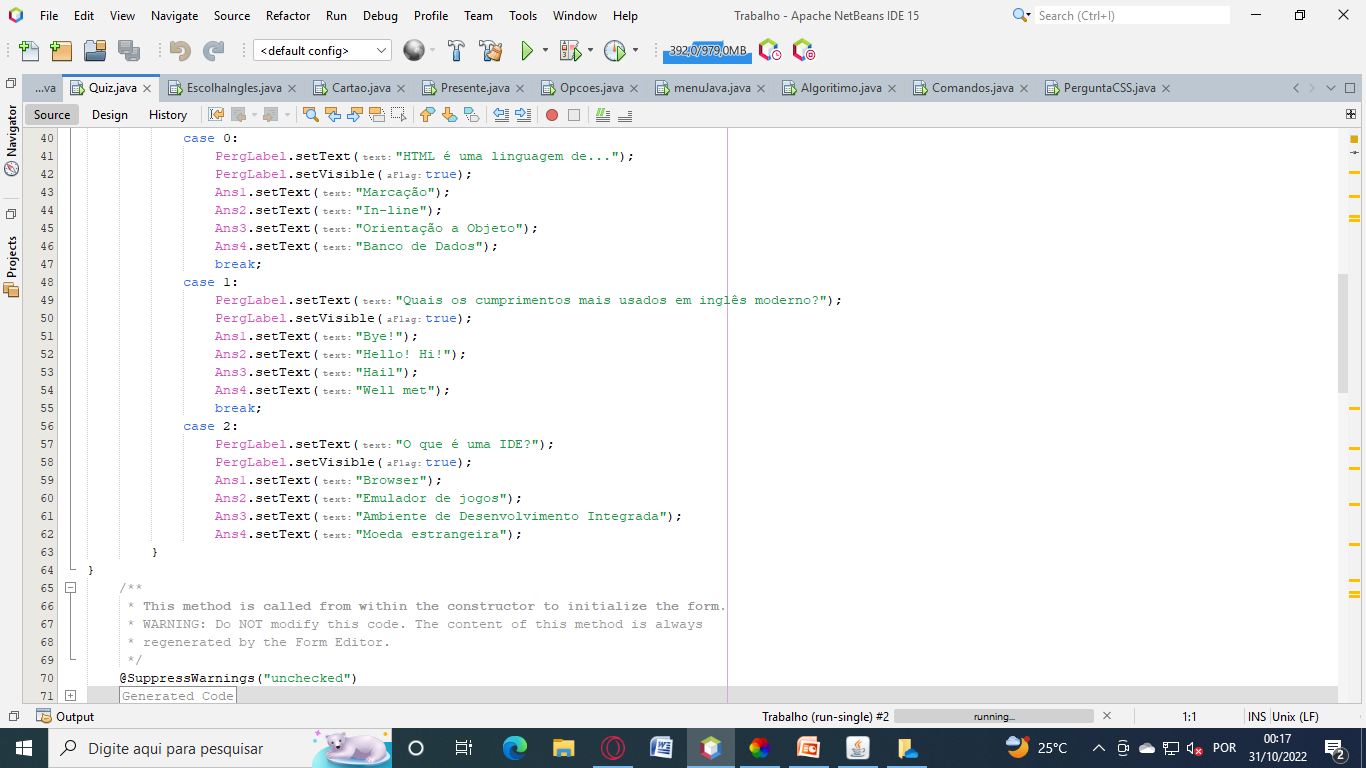 File Edit View Navigate Source Refactor Run Debug Profile Team Tools Window Help Trabalho - Apache NetBeans IDE 15 Search (Ctrl+I)
<default config> 392,0/979,0MB
...va Quiz.java EscolhaIngles.java Cartao.java Presente.java Opcoes.java menuJava.java Algoritimo.java Comandos.java PerguntaCSS.java
Source Design History
Navigator
Projects
40 case 0:
41 PergLabel.setText(text:"HTML é uma linguagem de...");
42 PergLabel.setVisible(aFlag:true);
43 Ans1.setText(text:"Marcação");
44 Ans2.setText(text:"In-line");
45 Ans3.setText(text:"Orientação a Objeto");
46 Ans4.setText(text:"Banco de Dados");
47 break;
48 case 1:
49 PergLabel.setText(text:"Quais os cumprimentos mais usados em inglês moderno?");
50 PergLabel.setVisible(aFlag:true);
51 Ans1.setText(text:"Bye!");
52 Ans2.setText(text:"Hello! Hi!");
53 Ans3.setText(text:"Hail");
54 Ans4.setText(text:"Well met");
55 break;
56 case 2:
57 PergLabel.setText(text:"O que é uma IDE?");
58 PergLabel.setVisible(aFlag:true);
59 Ans1.setText(text:"Browser");
60 Ans2.setText(text:"Emulador de jogos");
61 Ans3.setText(text:"Ambiente de Desenvolvimento Integrada");
62 Ans4.setText(text:"Moeda estrangeira");
63 }
64 }
65 /**
66 * This method is called from within the constructor to initialize the form.
67 * WARNING: Do NOT modify this code. The content of this method is always
68 * regenerated by the Form Editor.
69 */
70 @SuppressWarnings("unchecked")
71 Generated Code
Output Trabalho (run-single) #2 running... 1:1 INS Unix (LF)
Digite aqui para pesquisar 25°C POR 00:17
31/10/2022 2